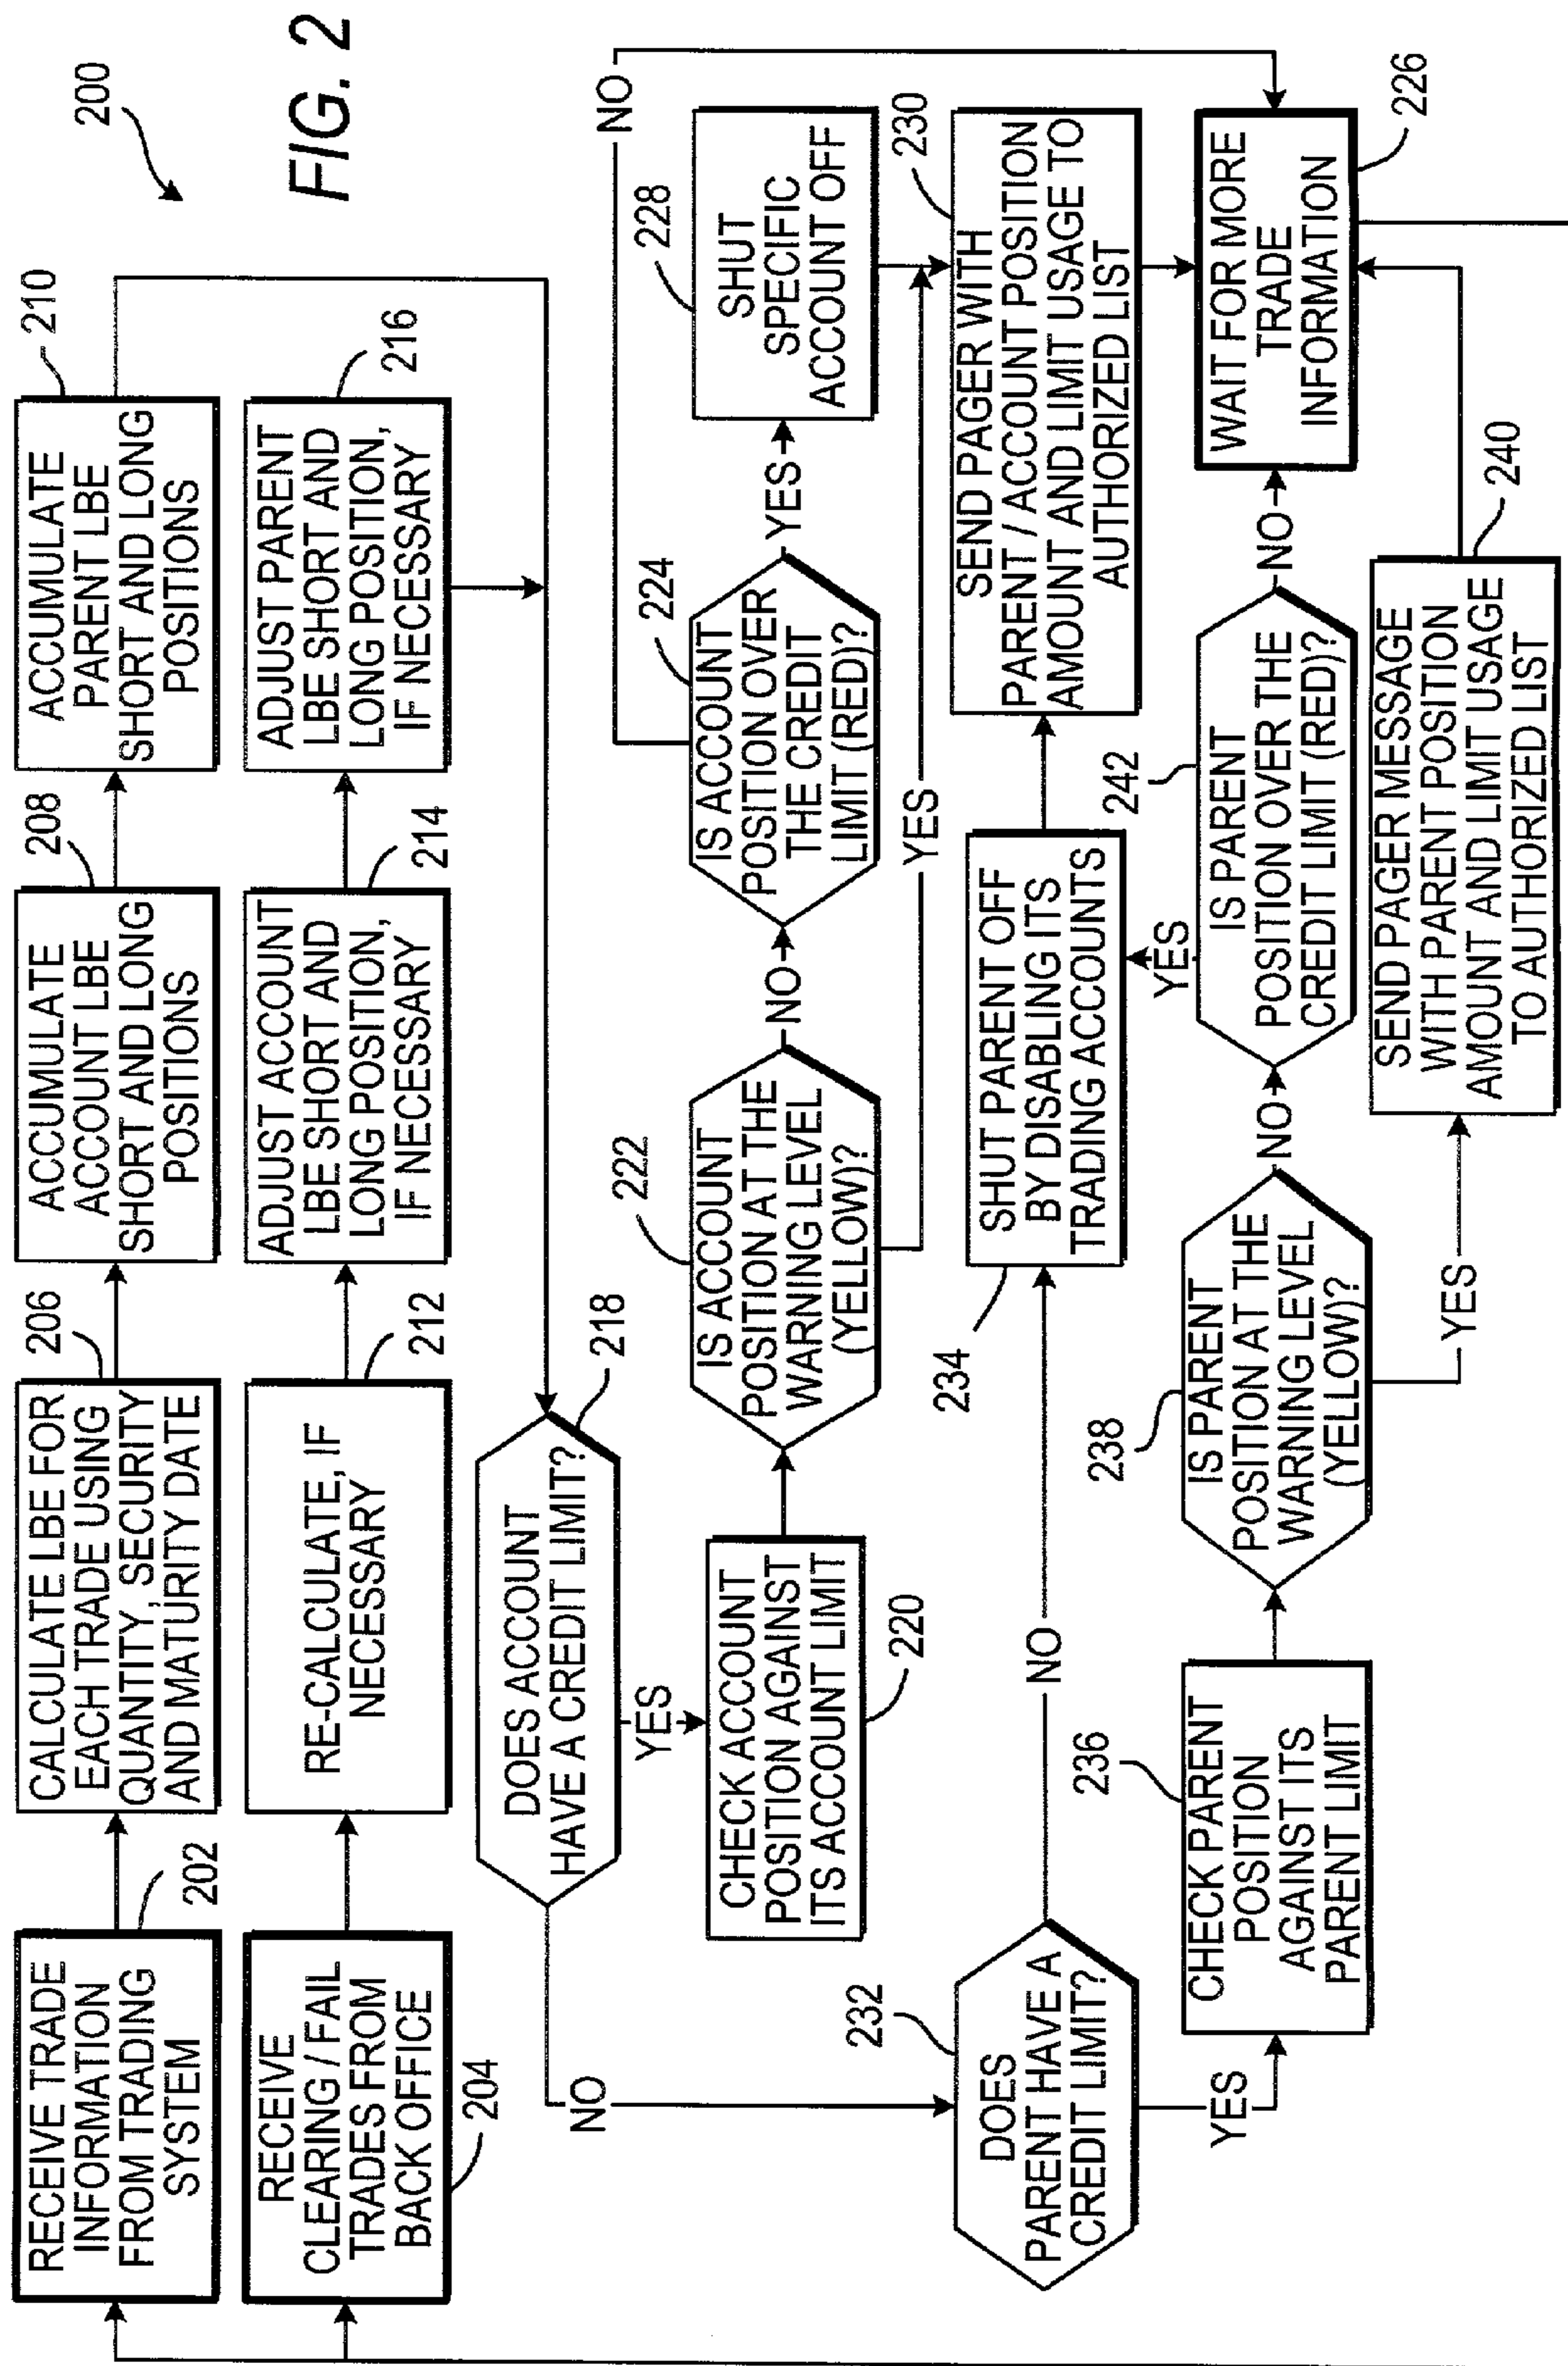 200
FIG. 2
RECEIVE TRADE
INFORMATION
FROM TRADING
SYSTEM
202
CALCULATE LBE FOR
EACH TRADE USING
QUANTITY, SECURITY
AND MATURITY DATE
206
ACCUMULATE
ACCOUNT LBE
SHORT AND LONG
POSITIONS
208
ACCUMULATE
PARENT LBE
SHORT AND LONG
POSITIONS
210
RECEIVE
CLEARING / FAIL
TRADES FROM
BACK OFFICE
204
RE-CALCULATE, IF
NECESSARY
212
ADJUST ACCOUNT
LBE SHORT AND
LONG POSITION,
IF NECESSARY
214
ADJUST PARENT
LBE SHORT AND
LONG POSITION,
IF NECESSARY
216
DOES ACCOUNT
HAVE A CREDIT LIMIT?
218
NO
YES
CHECK ACCOUNT
POSITION AGAINST
ITS ACCOUNT LIMIT
220
IS ACCOUNT
POSITION AT THE
WARNING LEVEL
(YELLOW)?
222
NO
YES
IS ACCOUNT
POSITION OVER
THE CREDIT
LIMIT (RED)?
224
NO
YES
SHUT
SPECIFIC
ACCOUNT OFF
228
DOES
PARENT HAVE A
CREDIT LIMIT?
232
NO
YES
SHUT PARENT OFF
BY DISABLING ITS
TRADING ACCOUNTS
234
SEND PAGER WITH
PARENT / ACCOUNT POSITION
AMOUNT AND LIMIT USAGE TO
AUTHORIZED LIST
230
CHECK PARENT
POSITION
AGAINST ITS
PARENT LIMIT
236
IS PARENT
POSITION AT THE
WARNING LEVEL
(YELLOW)?
238
NO
YES
IS PARENT
POSITION OVER THE
CREDIT LIMIT (RED)?
242
YES
NO
WAIT FOR MORE
TRADE
INFORMATION
226
SEND PAGER MESSAGE
WITH PARENT POSITION
AMOUNT AND LIMIT USAGE
TO AUTHORIZED LIST
240